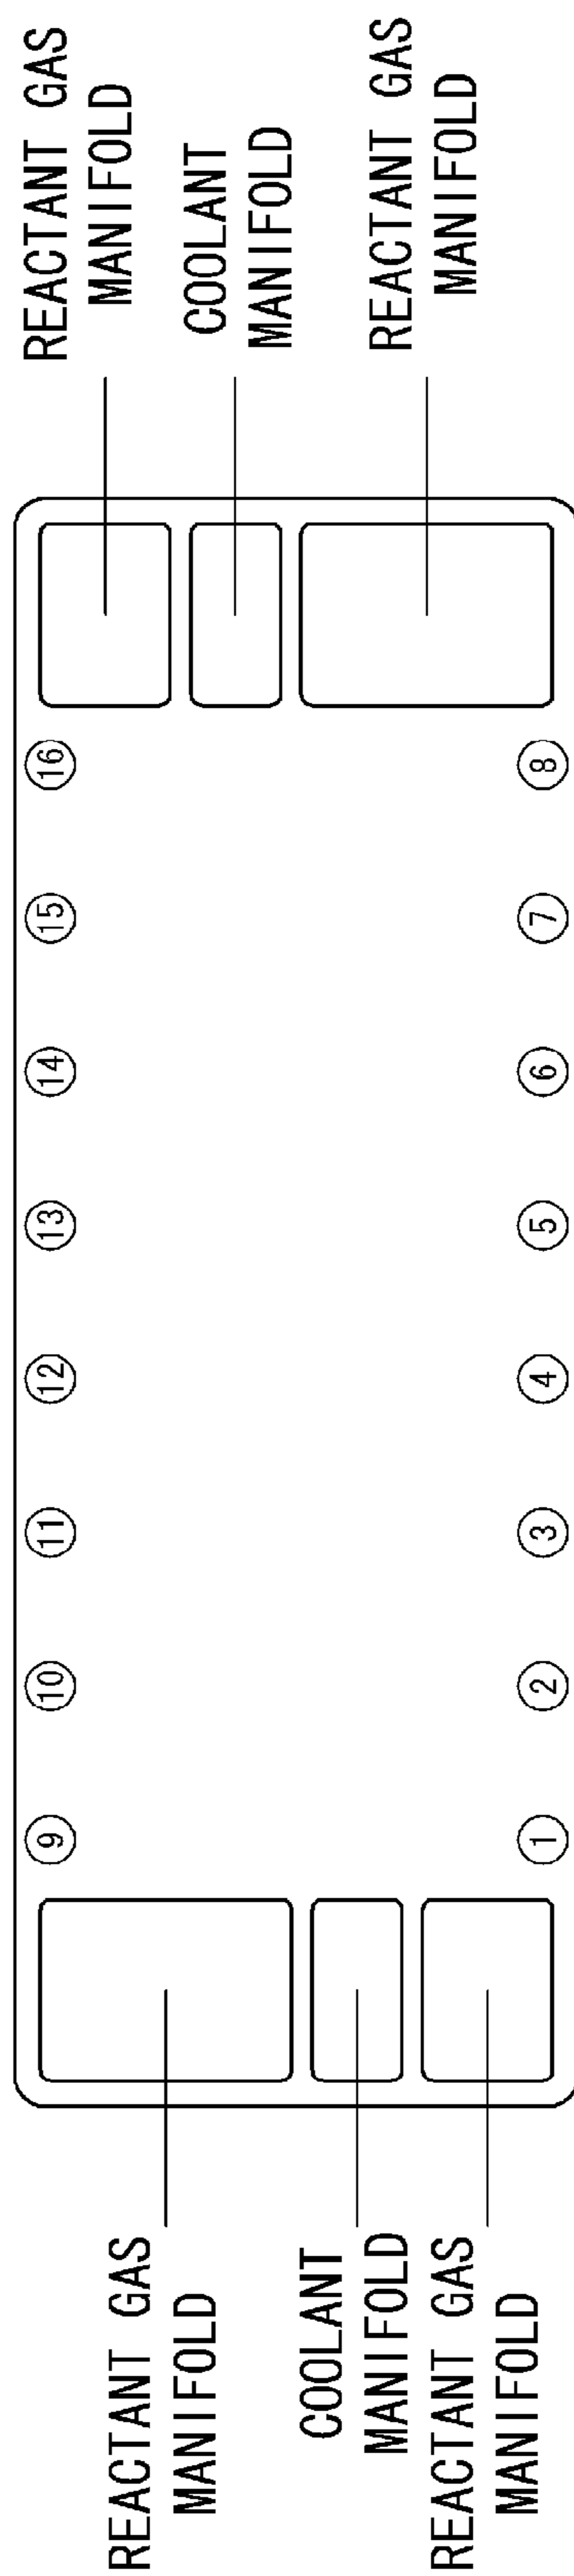 REACTANT GAS
MANIFOLD
COOLANT
MANIFOLD
REACTANT GAS
MANIFOLD
9 10 11 12 13 14 15 16
1 2 3 4 5 6 7 8
REACTANT GAS
MANIFOLD
COOLANT
MANIFOLD
REACTANT GAS
MANIFOLD